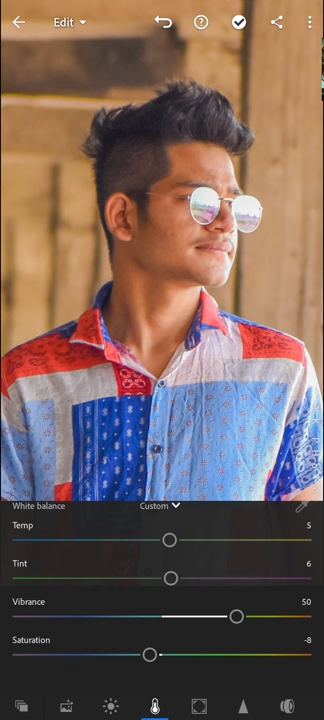 Edit
White balance
Custom
Temp 5
Tint 6
Vibrance 50
Saturation -8